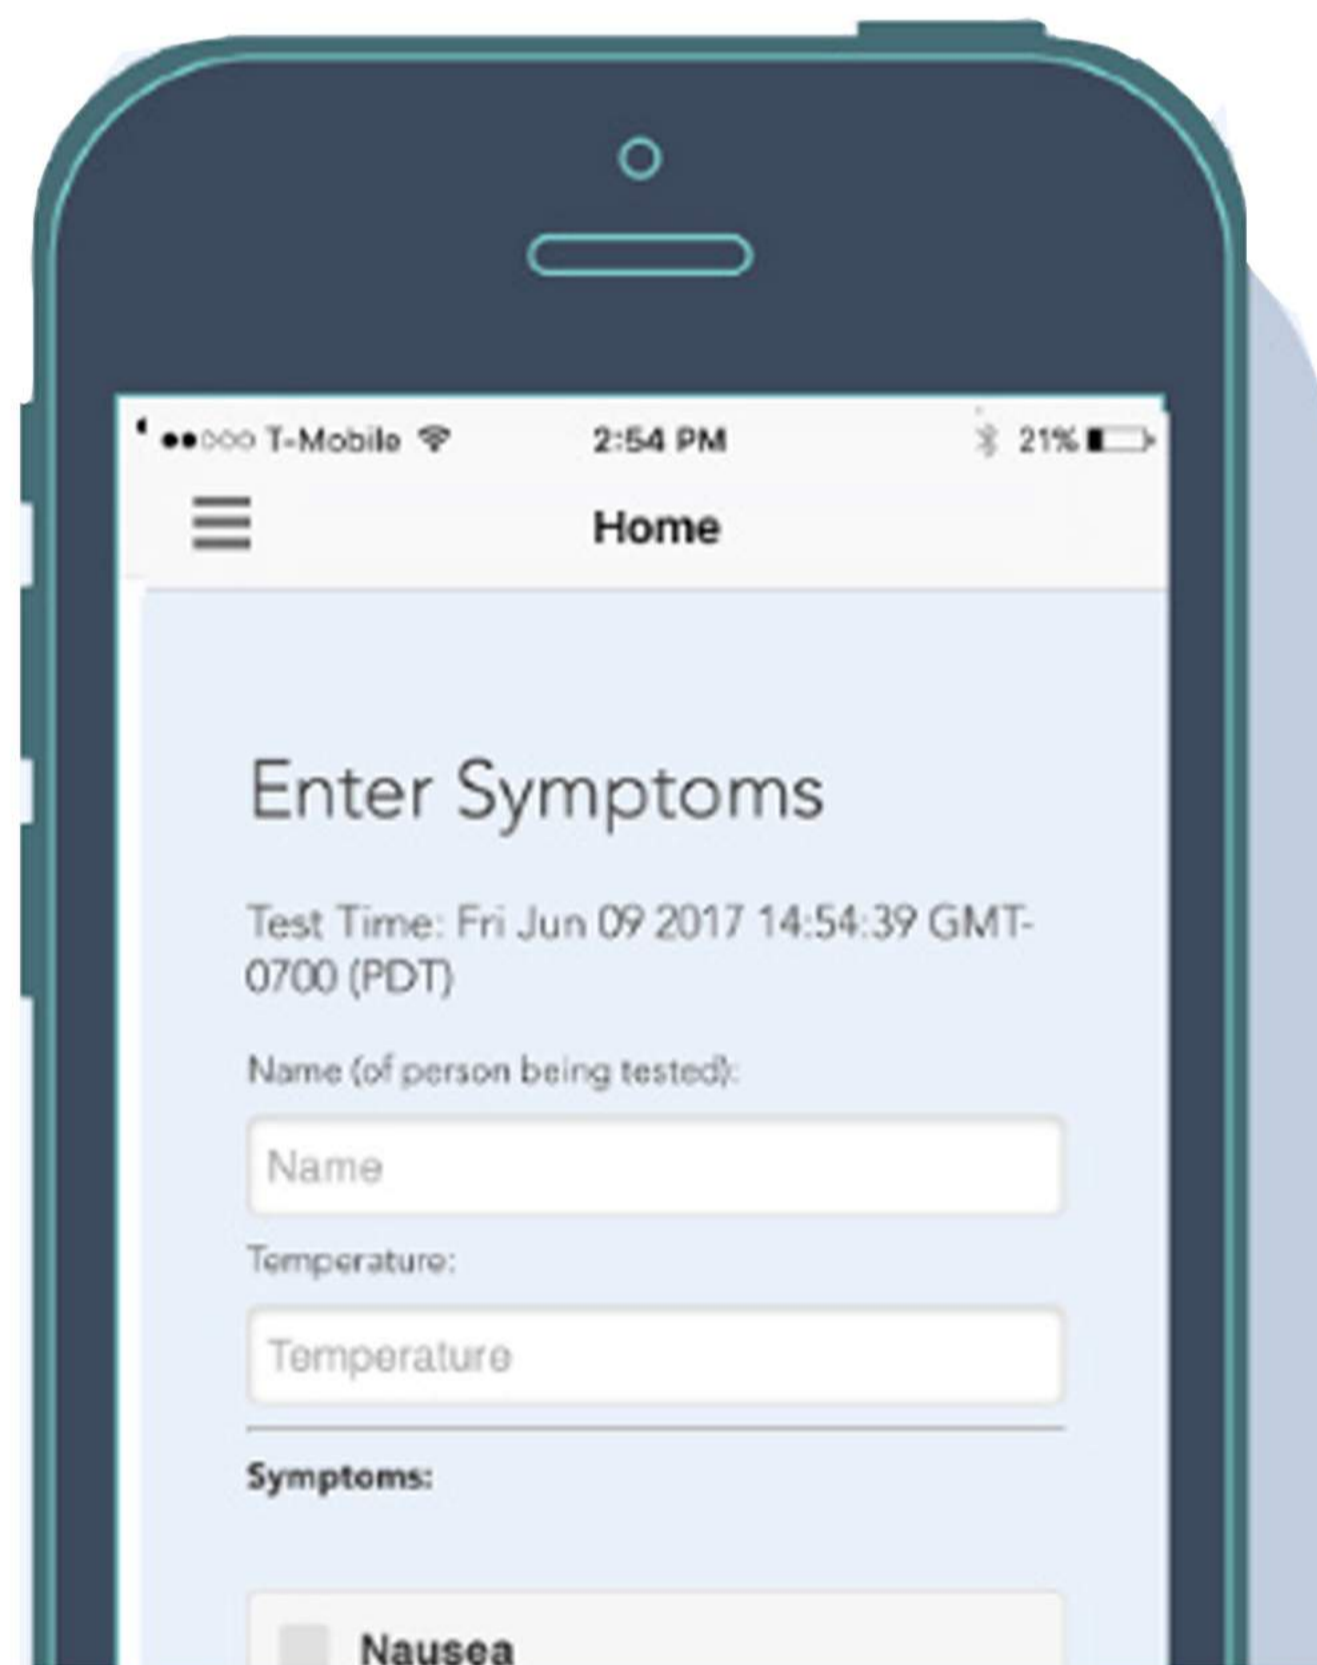 T-Mobile 2:54 PM 21%
Home
Enter Symptoms
Test Time: Fri Jun 09 2017 14:54:39 GMT-
0700 (PDT)
Name (of person being tested):
Name
Temperature:
Temperature
Symptoms:
Nausea